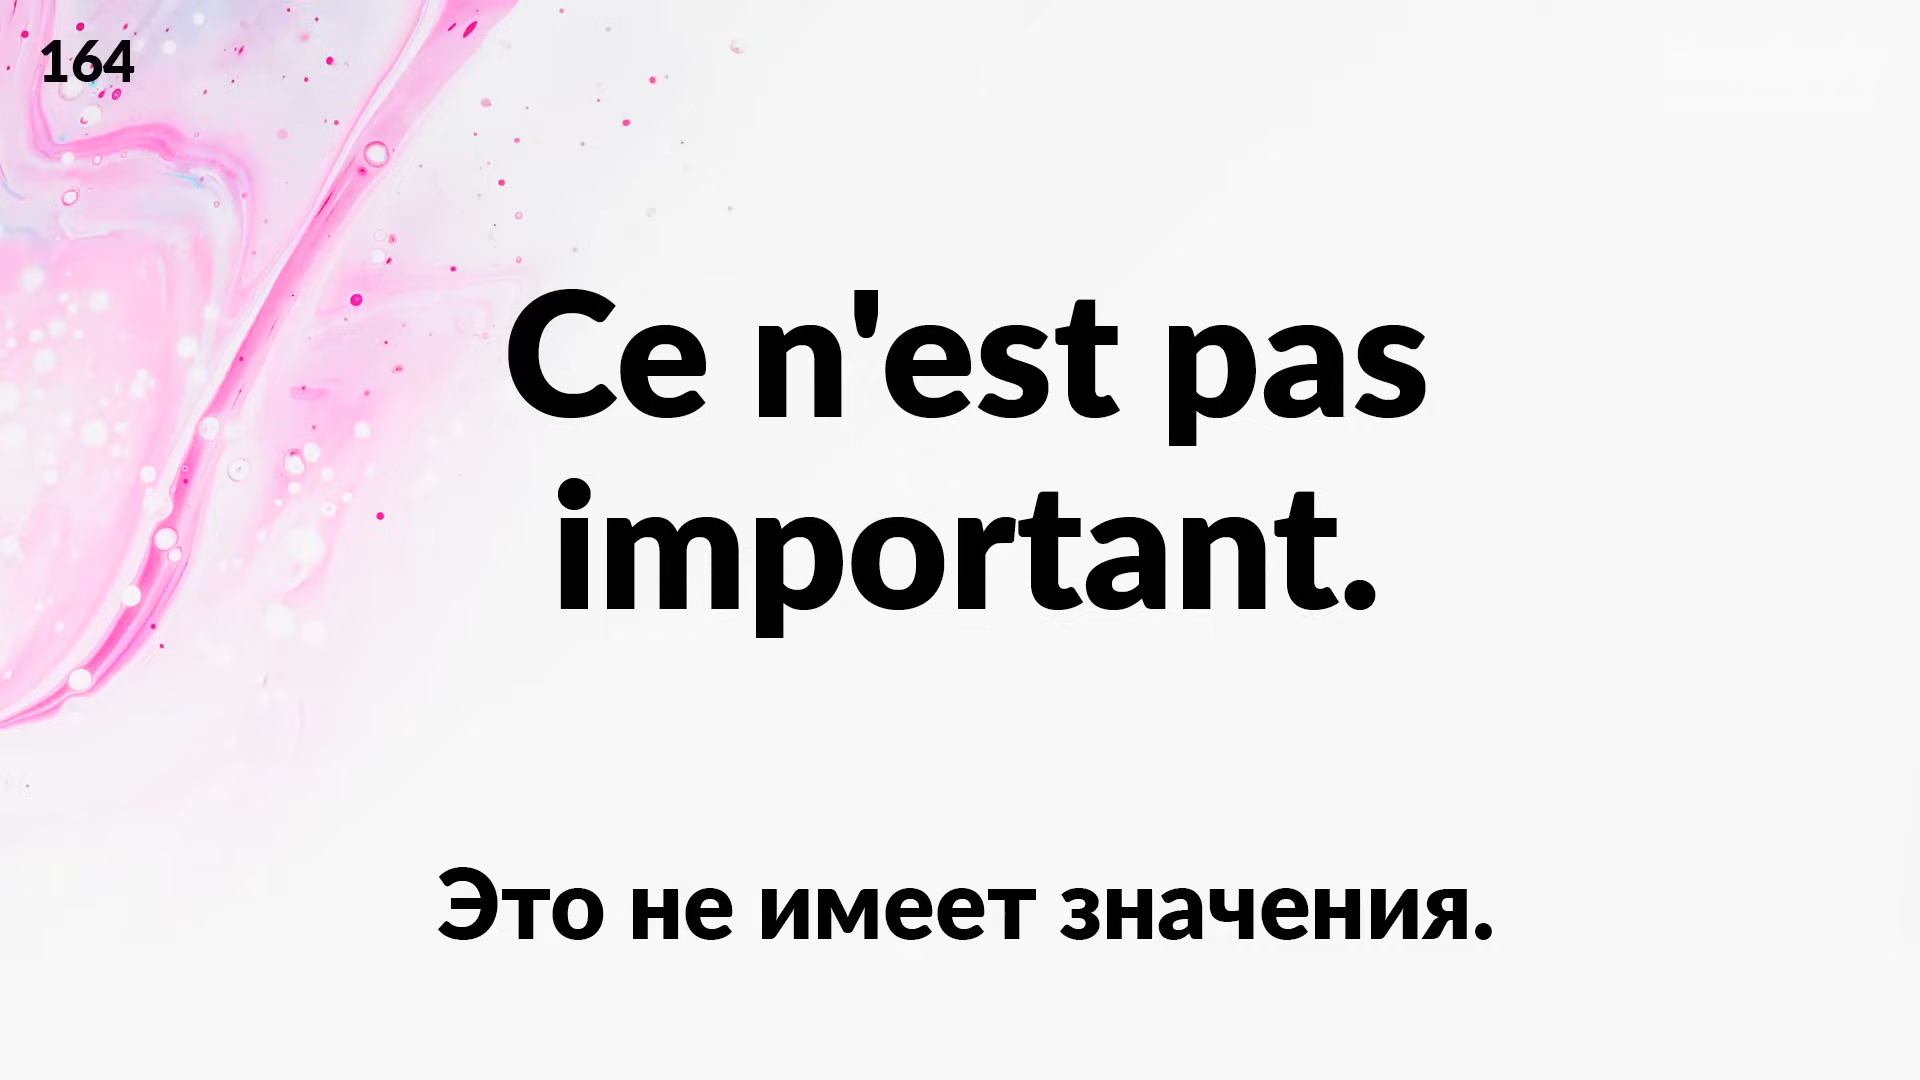 164
Ce n'est pas
important.
Это не имеет значения.